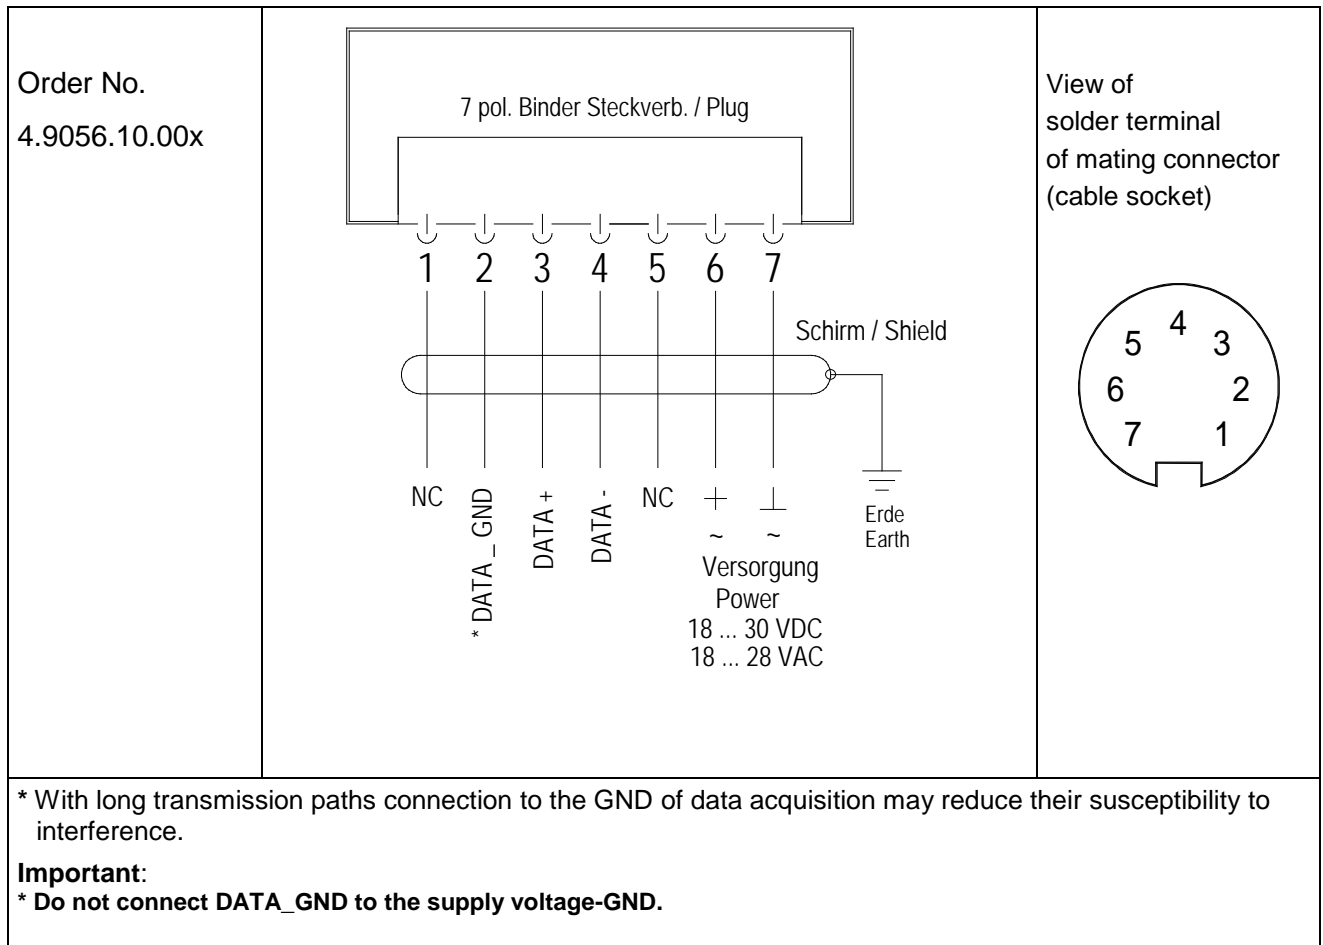 Order No.
4.9056.10.00x
7 pol. Binder Steckverb. / Plug
1 2 3 4 5 6 7
Schirm / Shield
NC
* DATA _ GND
DATA +
DATA -
NC
+ ⊥
~ ~
Versorgung
Power
18 ... 30 VDC
18 ... 28 VAC
Erde
Earth
View of
solder terminal
of mating connector
(cable socket)
4
5 3
6 2
7 1
* With long transmission paths connection to the GND of data acquisition may reduce their susceptibility to
interference.
Important:
* Do not connect DATA_GND to the supply voltage-GND.